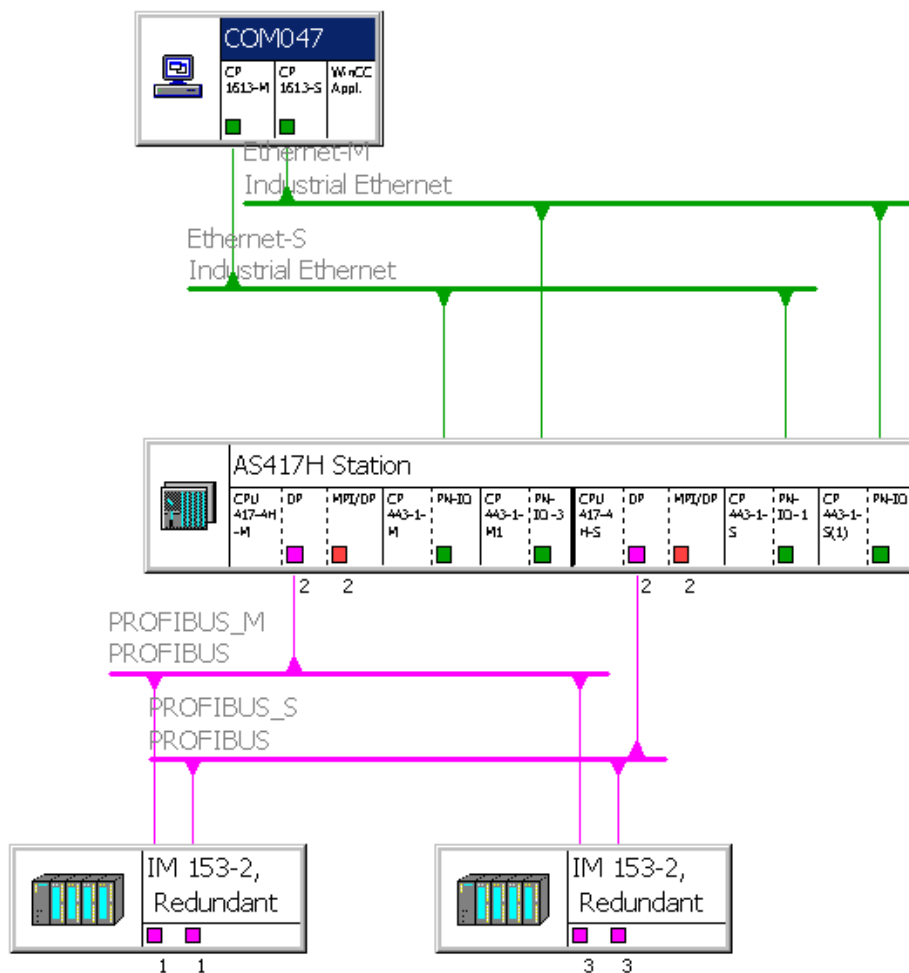 COM047
CP 1613-M
CP 1613-S
WinCC Appl.
Ethernet-M
Industrial Ethernet
Ethernet-S
Industrial Ethernet
AS417H Station
CPU 417-4H -M
DP
MPI/DP
CP 443-1- M
PN-IO
CP 443-1- M1
PN- IO-3
CPU 417-4 H-S
DP
MPI/DP
CP 443-1- S
PN- IO-1
CP 443-1- S(1)
PN-IO
2 2 2 2
PROFIBUS_M
PROFIBUS
PROFIBUS_S
PROFIBUS
IM 153-2,
Redundant
1 1
IM 153-2,
Redundant
3 3